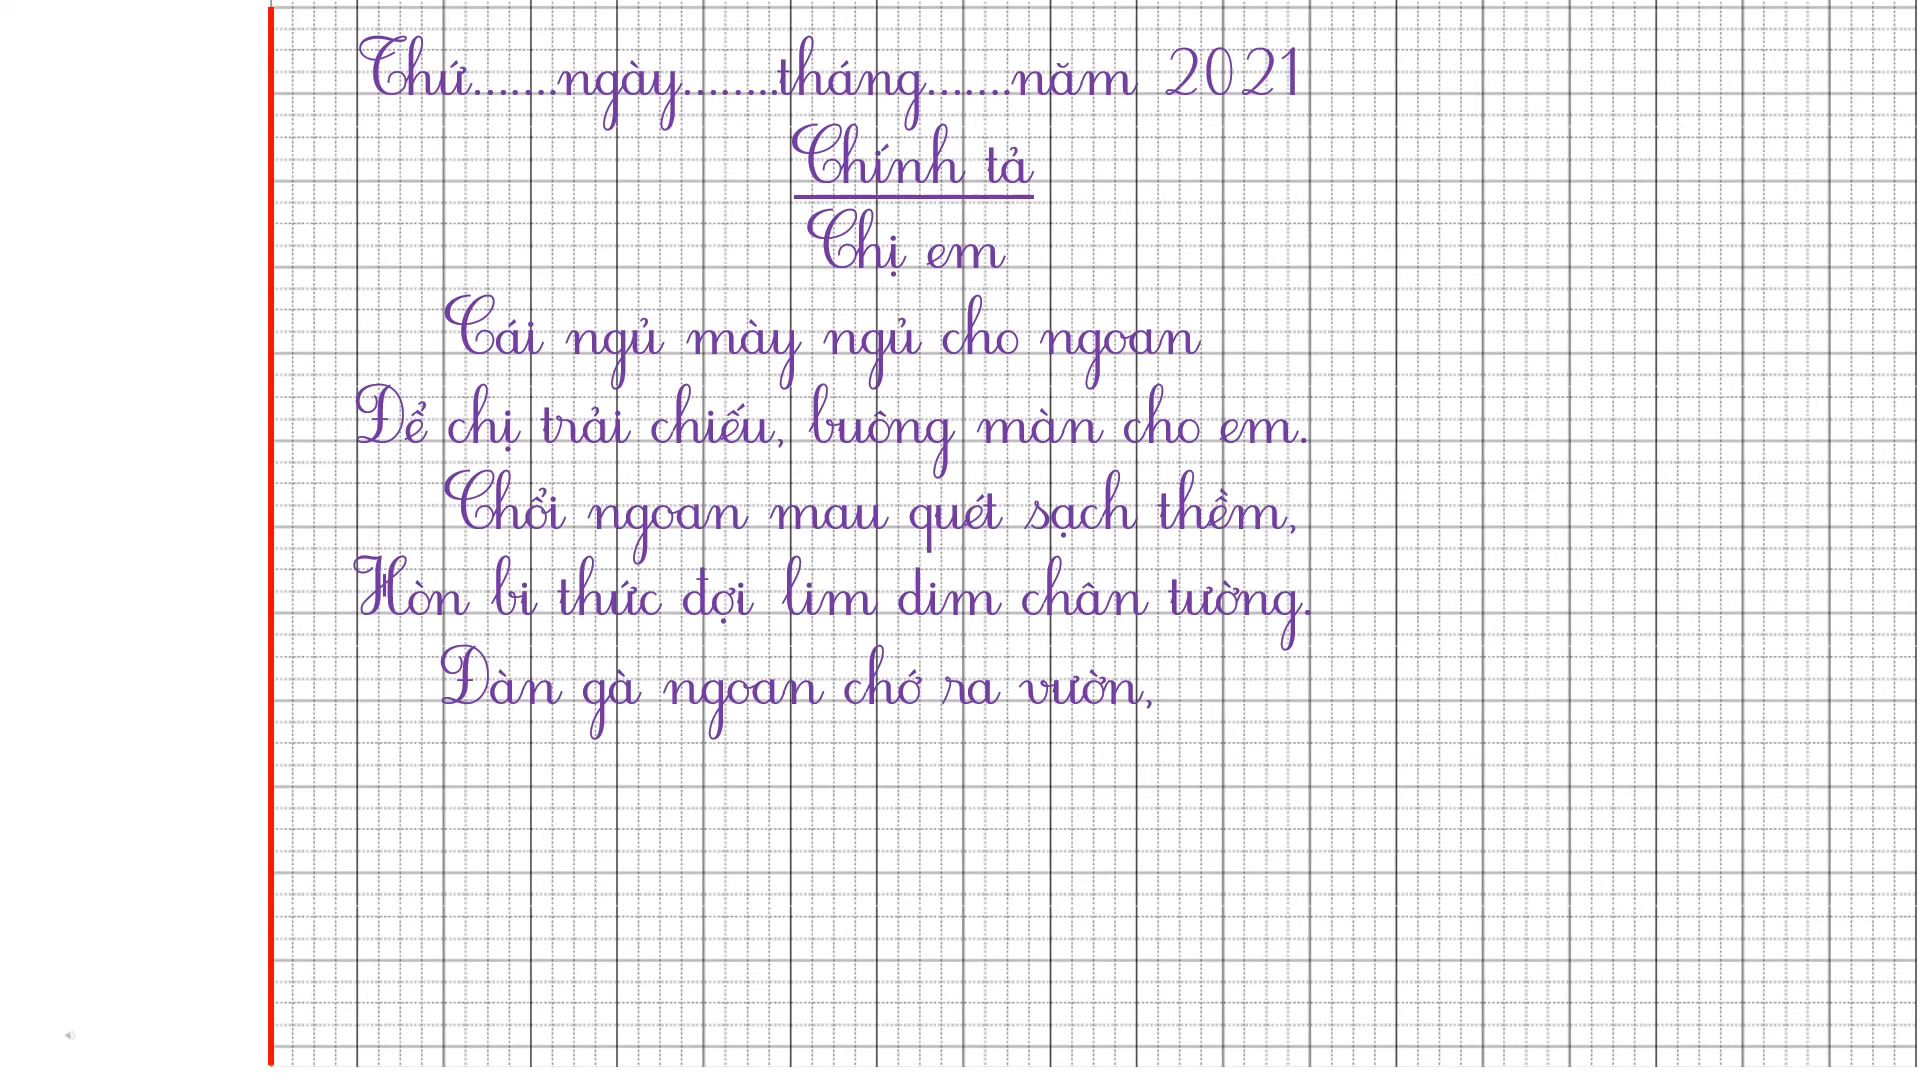 Thứ.......ngày........tháng.......năm 2021
Chính tả
Chị em
Cái ngủ mày ngủ cho ngoan
Để chị trải chiếu, buông màn cho em.
Chổi ngoan mau quét sạch thềm,
Hòn bi thức đợi lim dim chân tường.
Đàn gà ngoan chớ ra vườn,